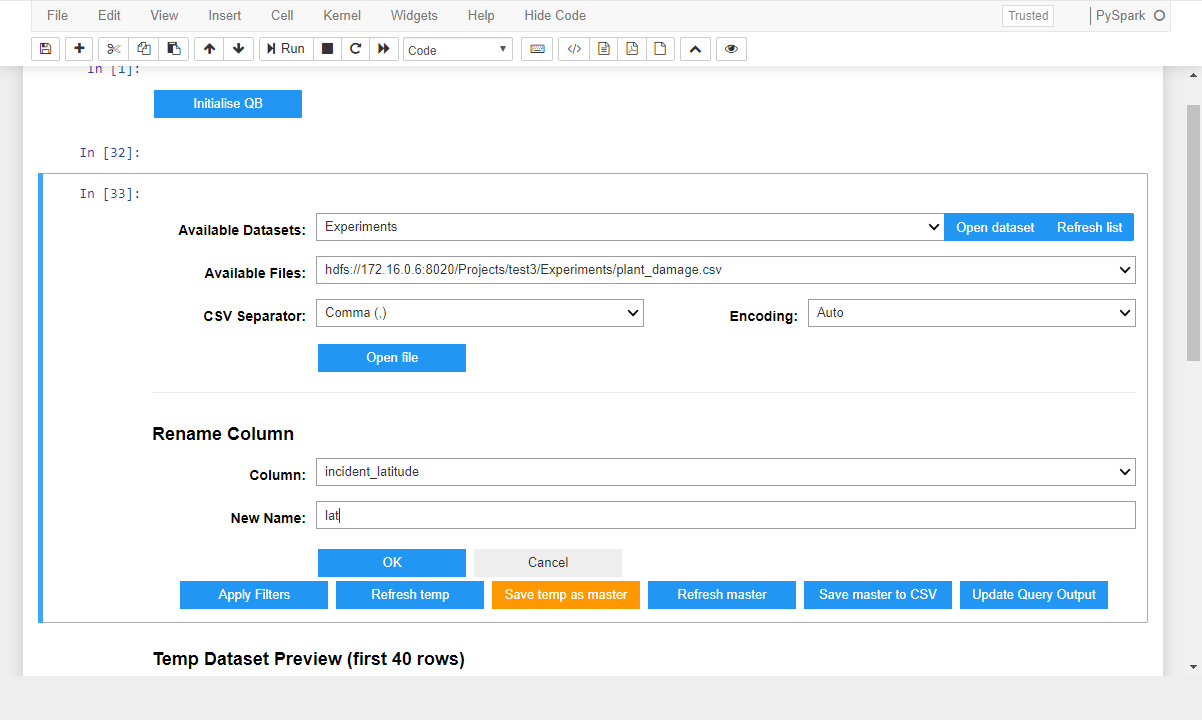 File Edit View Insert Cell Kernel Widgets Help Hide Code Trusted PySpark
Run Code
In [1]:
Initialise QB
In [32]:
In [33]:
Available Datasets: Experiments Open dataset Refresh list
Available Files: hdfs://172.16.0.6:8020/Projects/test3/Experiments/plant_damage.csv
CSV Separator: Comma (,) Encoding: Auto
Open file
Rename Column
Column: incident_latitude
New Name: lat
OK Cancel
Apply Filters Refresh temp Save temp as master Refresh master Save master to CSV Update Query Output
Temp Dataset Preview (first 40 rows)